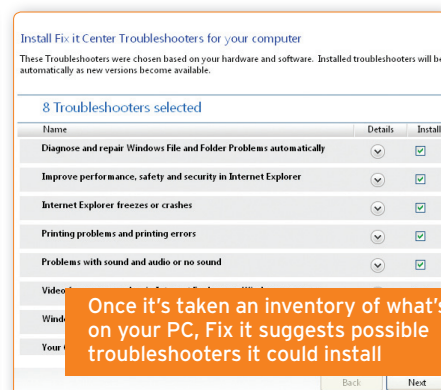 Install Fix it Center Troubleshooters for your computer
These Troubleshooters were chosen based on your hardware and software. Installed troubleshooters will be
automatically as new versions become available.
8 Troubleshooters selected
Name Details Install
Diagnose and repair Windows File and Folder Problems automatically
Improve performance, safety and security in Internet Explorer
Internet Explorer freezes or crashes
Printing problems and printing errors
Problems with sound and audio or no sound
Once it's taken an inventory of what's
on your PC, Fix it suggests possible
troubleshooters it could install
Your
Back Next